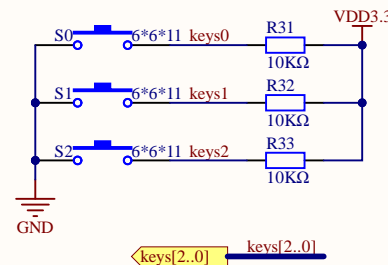 VDD3.3
S0 6*6*11 keys0 R31 10KΩ
S1 6*6*11 keys1 R32 10KΩ
S2 6*6*11 keys2 R33 10KΩ
GND
keys[2..0] keys[2..0]